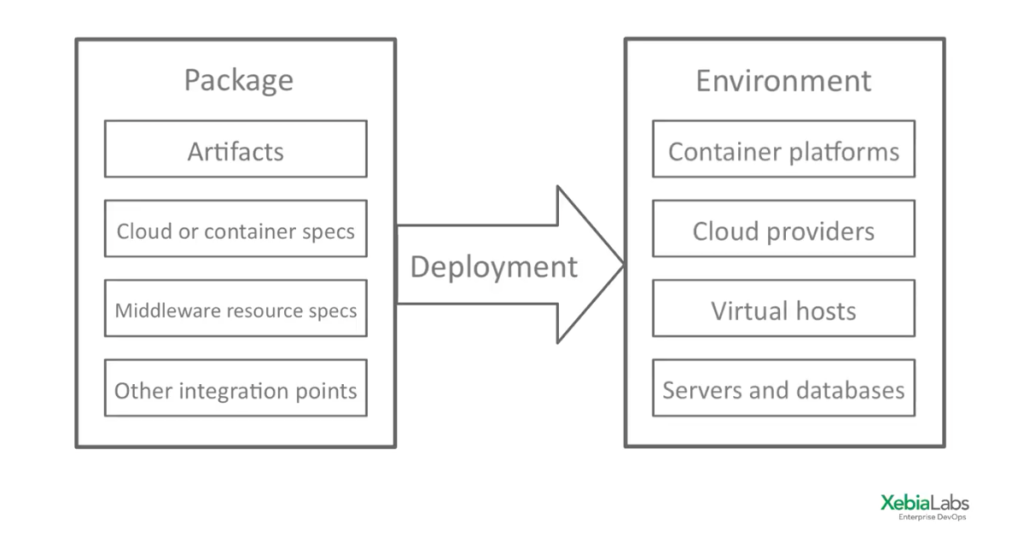 Package
Artifacts
Cloud or container specs
Middleware resource specs
Other integration points
Deployment
Environment
Container platforms
Cloud providers
Virtual hosts
Servers and databases
XebiaLabs
Enterprise DevOps